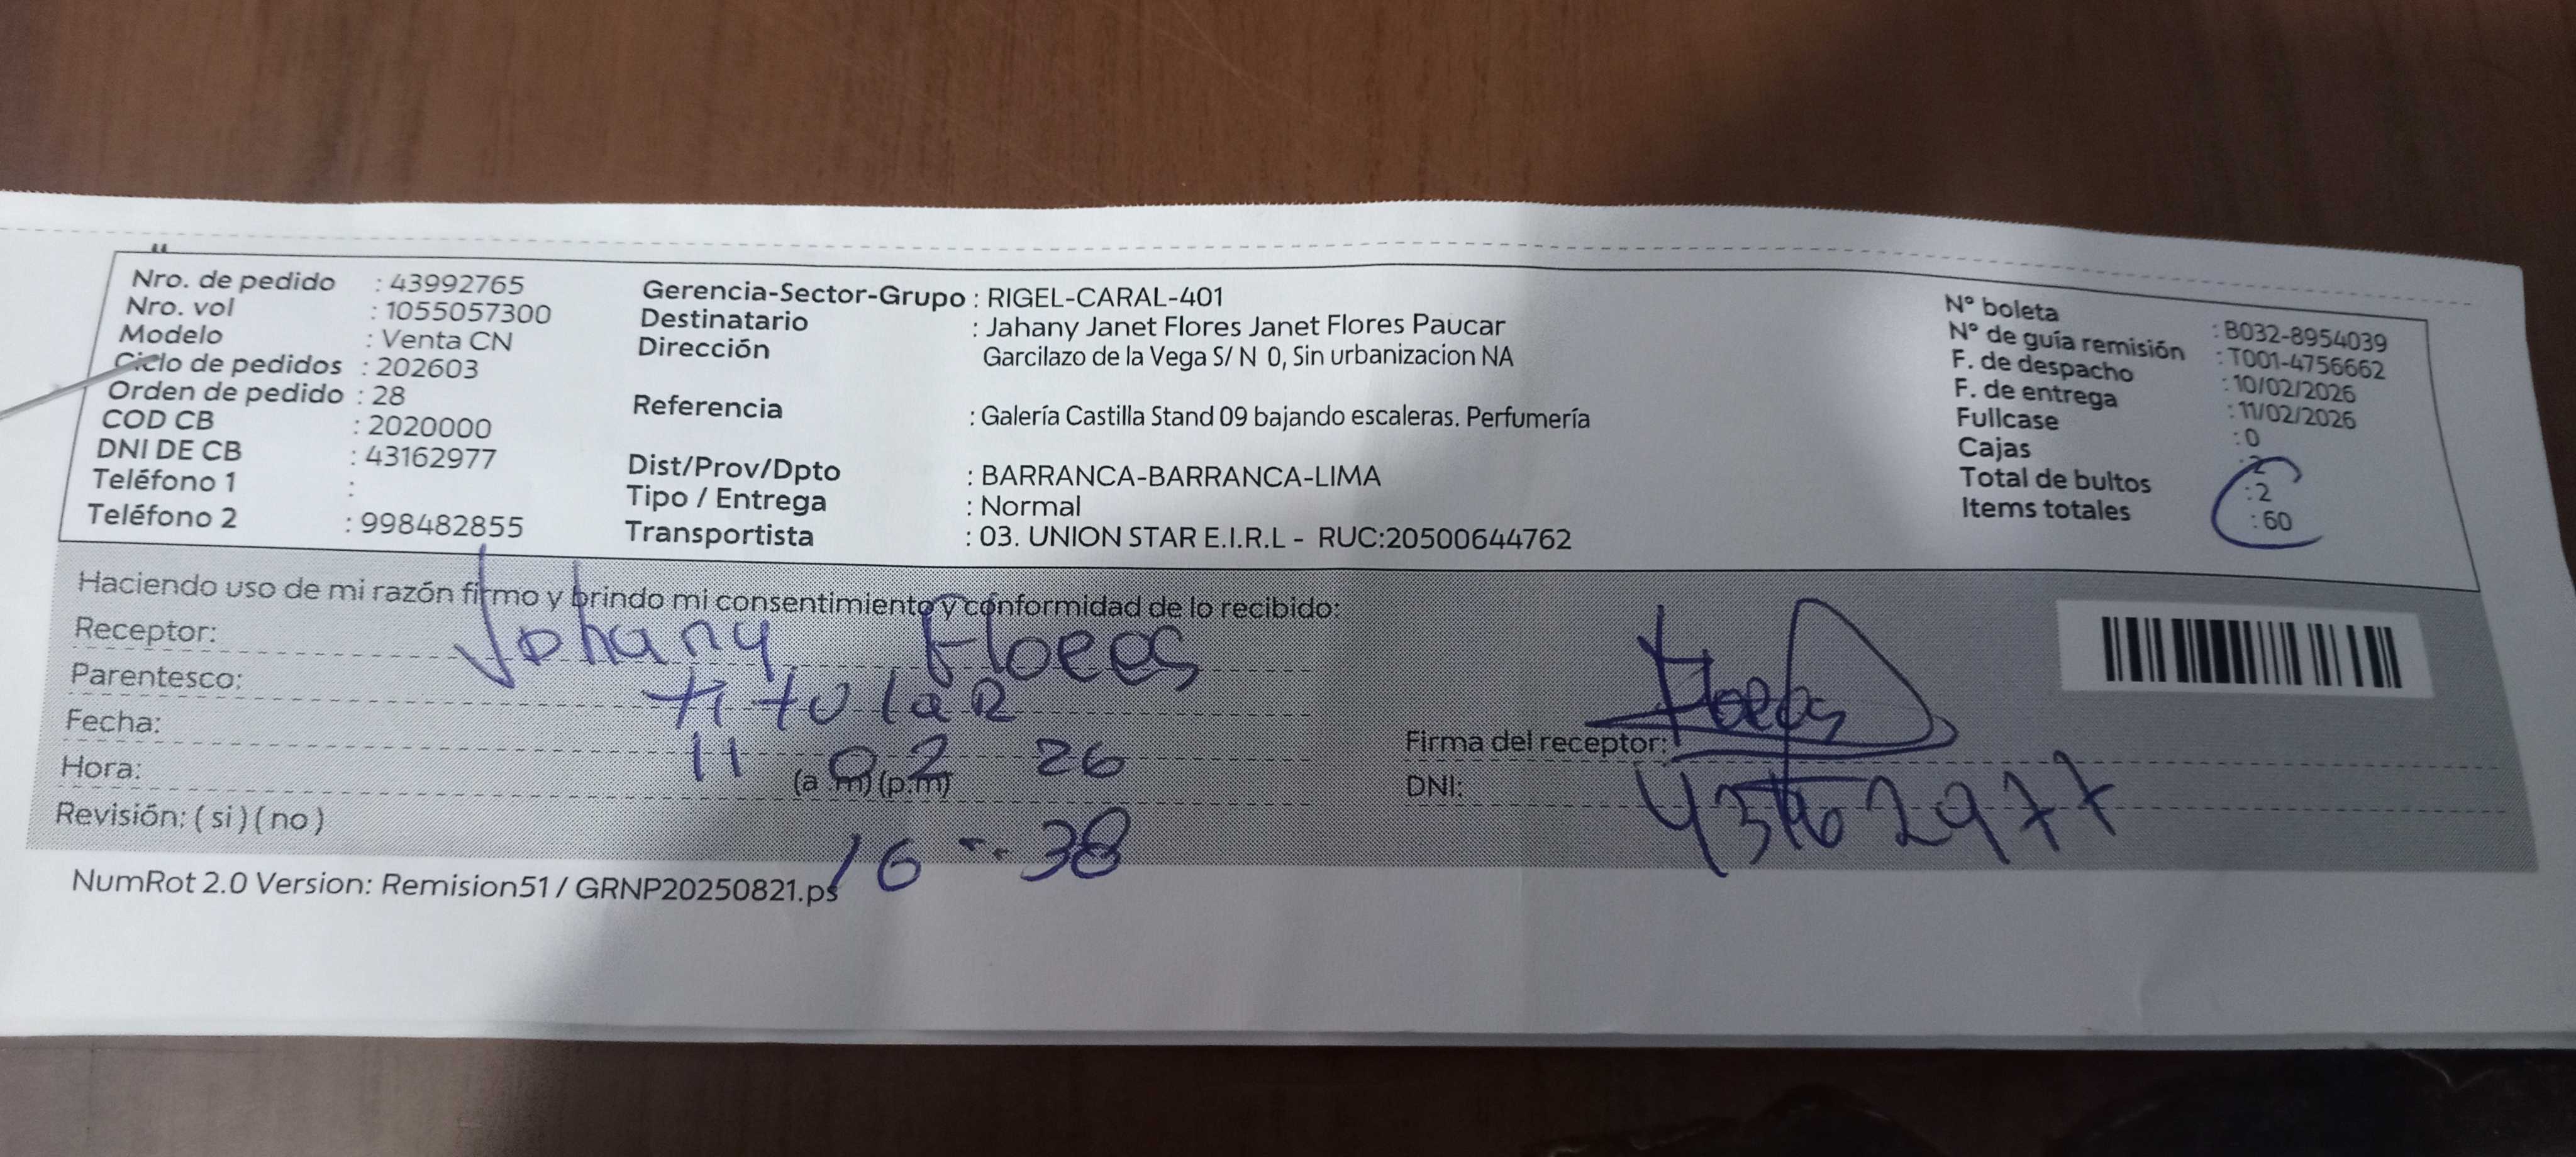 Nro. de pedido : 43992765
Nro. vol : 1055057300
Modelo : Venta CN
Ciclo de pedidos : 202603
Orden de pedido : 28
COD CB : 2020000
DNI DE CB : 43162977
Teléfono 1 :
Teléfono 2 : 998482855
Gerencia-Sector-Grupo : RIGEL-CARAL-401
Destinatario : Jahany Janet Flores Janet Flores Paucar
Dirección Garcilazo de la Vega S/ N 0, Sin urbanizacion NA
Referencia : Galería Castilla Stand 09 bajando escaleras. Perfumería
Dist/Prov/Dpto : BARRANCA-BARRANCA-LIMA
Tipo / Entrega : Normal
Transportista : 03. UNION STAR E.I.R.L - RUC:20500644762
N° boleta : B032-8954039
N° de guía remisión : T001-4756662
F. de despacho : 10/02/2026
F. de entrega : 11/02/2026
Fullcase : 0
Cajas : 2
Total de bultos : 2
Items totales : 60
Haciendo uso de mi razón firmo y brindo mi consentimiento y conformidad de lo recibido:
Receptor: Johany Flores
Parentesco: titulaR
Fecha: 11 02 26
Hora: (a m) (p.m)
16 38
Revisión: ( si ) ( no )
Firma del receptor: Flores
DNI: 43162977
NumRot 2.0 Version: Remision51 / GRNP20250821.ps